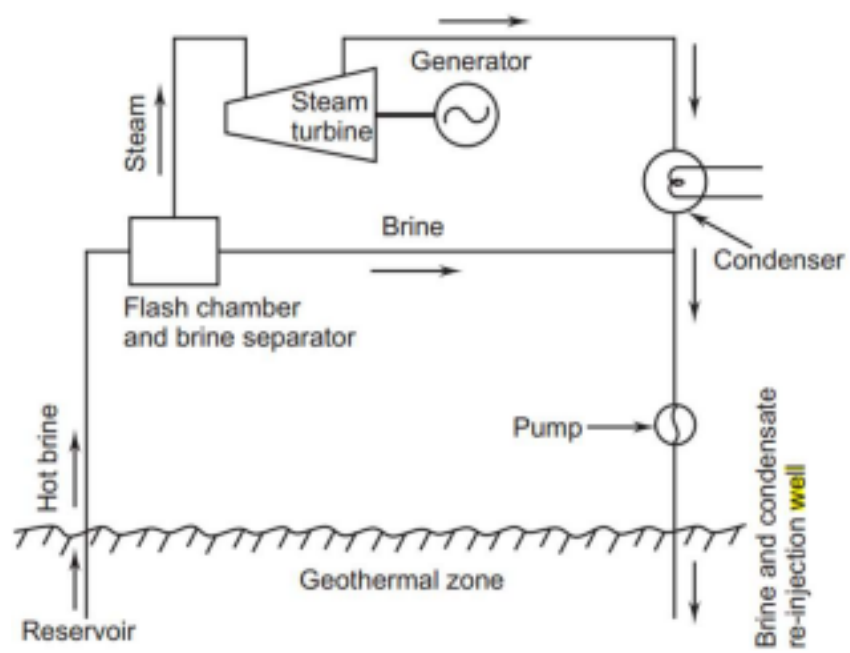 Generator
Steam
turbine
Steam
Brine
Condenser
Flash chamber
and brine separator
Hot brine
Pump
Brine and condensate
re-injection well
Geothermal zone
Reservoir